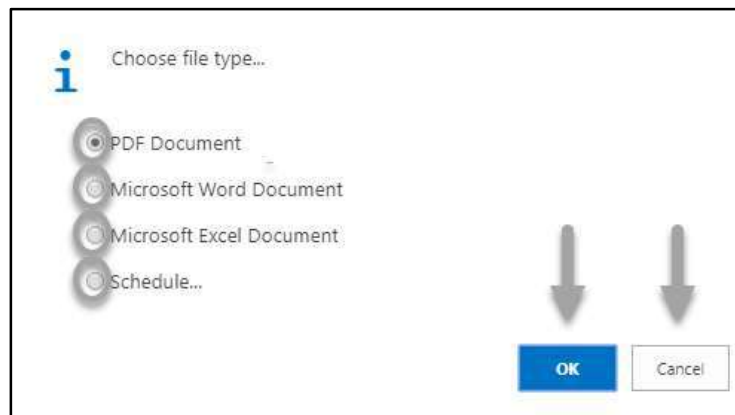 Choose file type...
PDF Document
Microsoft Word Document
Microsoft Excel Document
Schedule...
OK Cancel